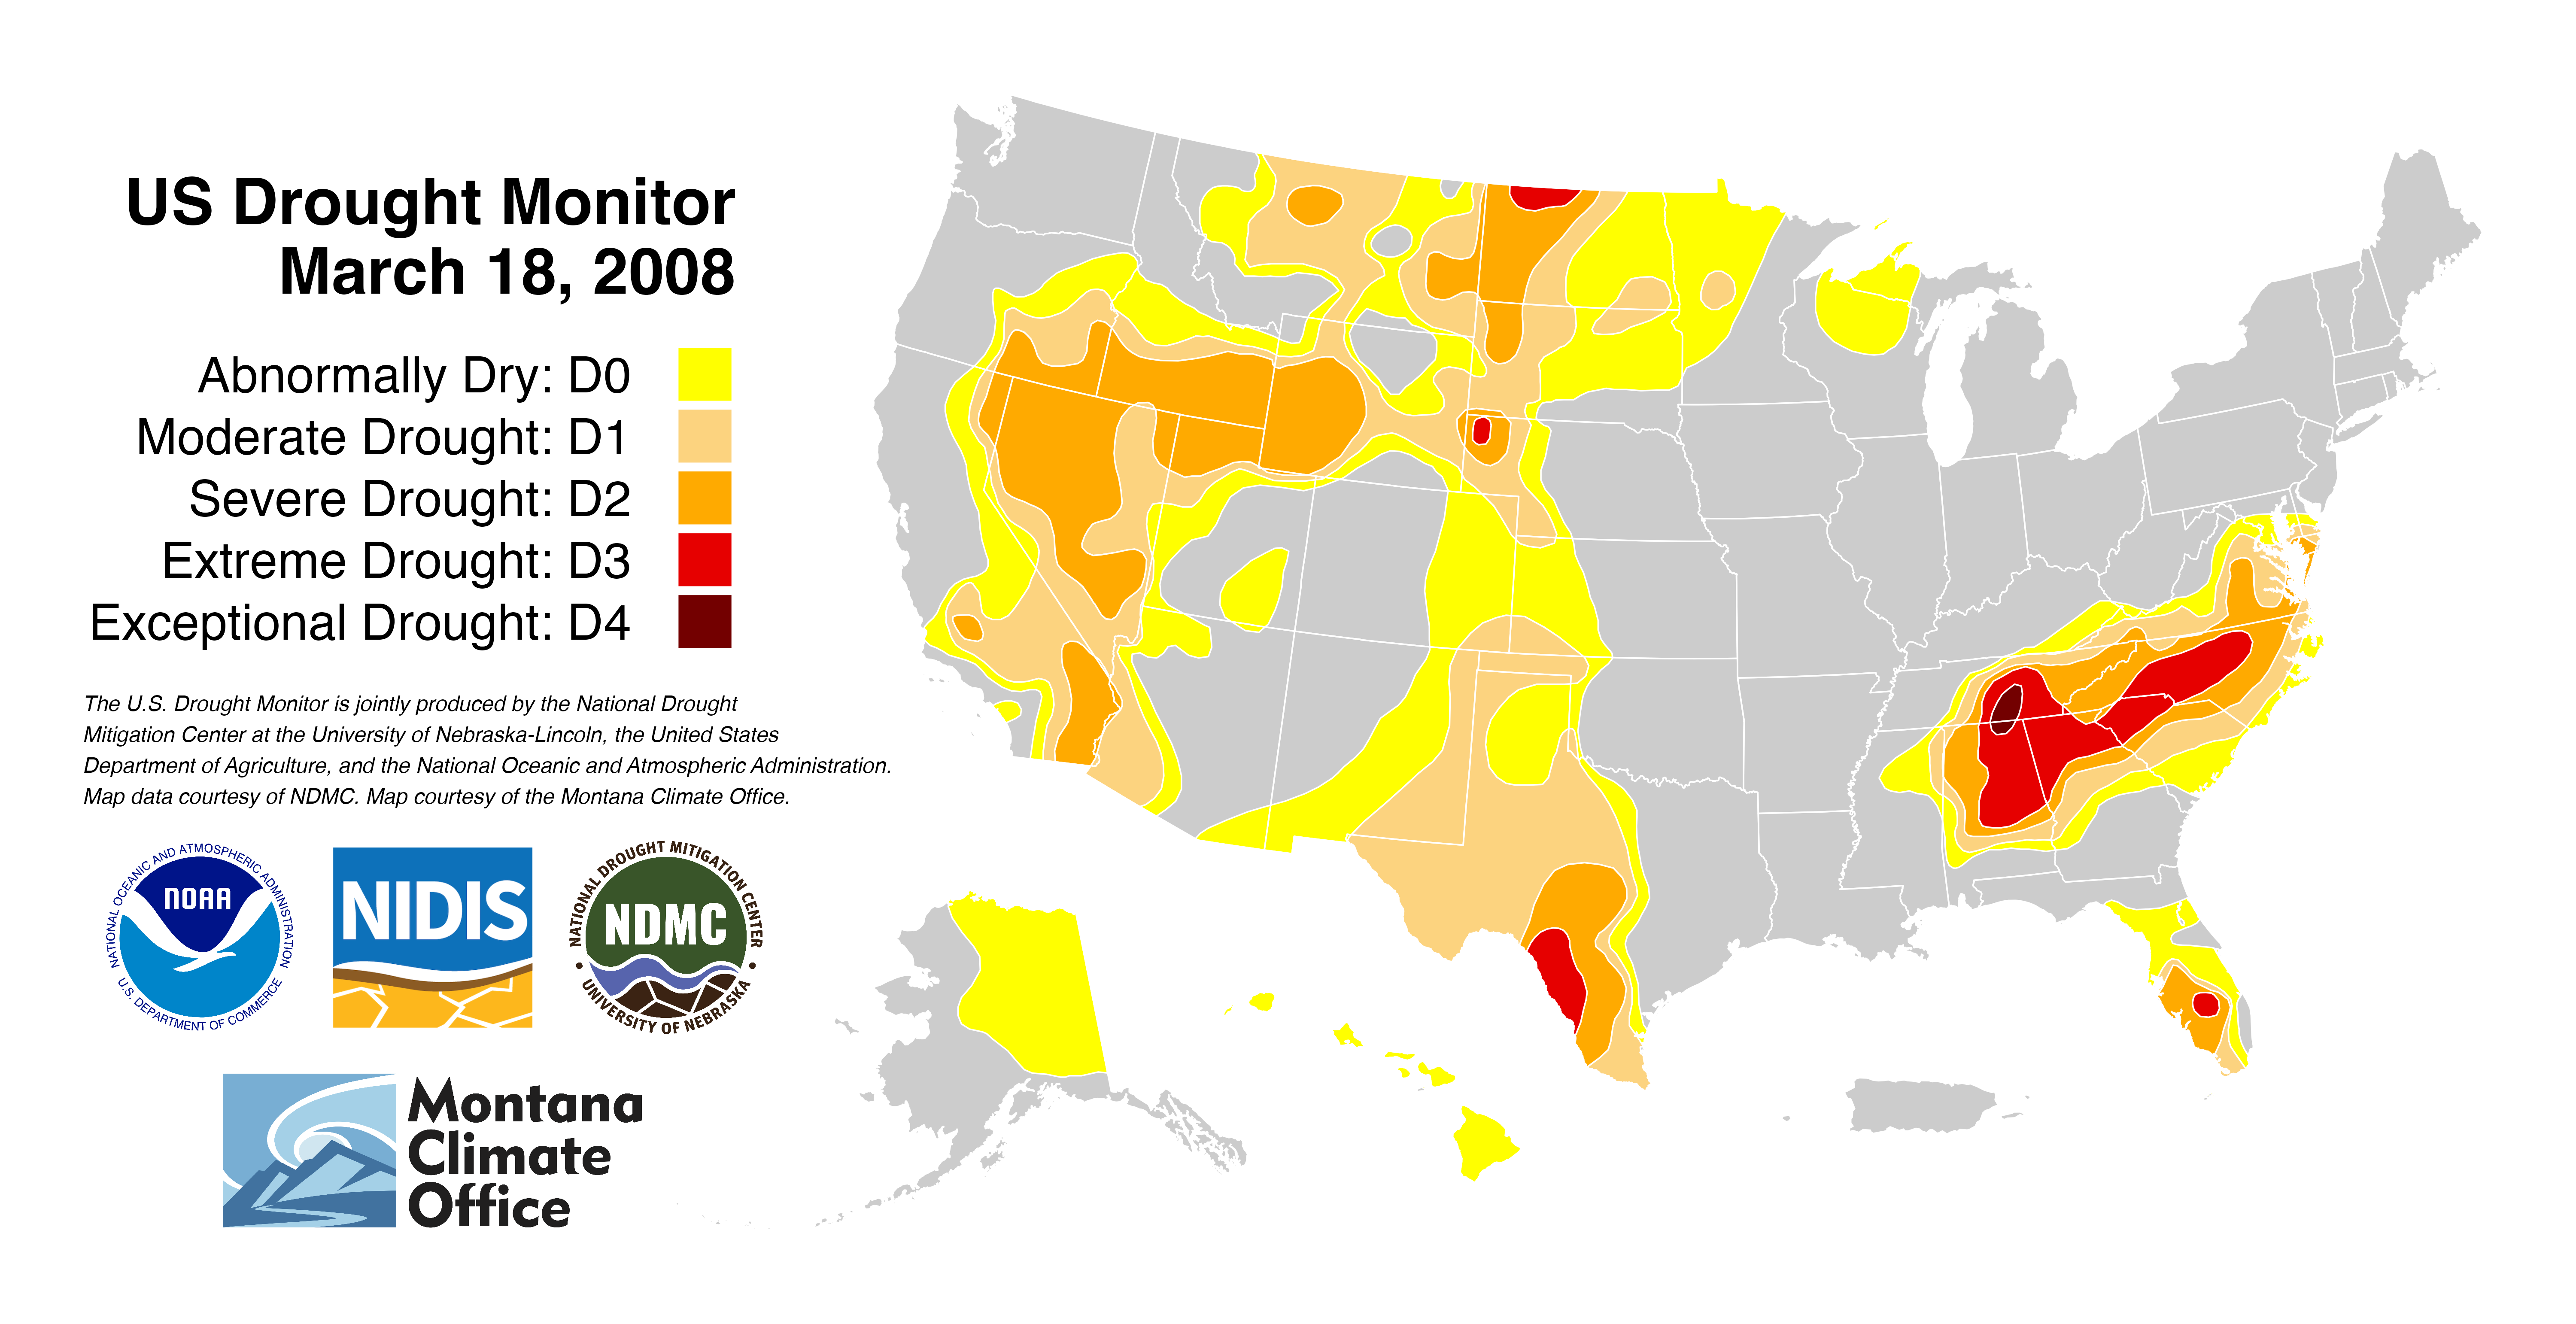 US Drought Monitor
March 18, 2008
Abnormally Dry: D0
Moderate Drought: D1
Severe Drought: D2
Extreme Drought: D3
Exceptional Drought: D4
The U.S. Drought Monitor is jointly produced by the National Drought
Mitigation Center at the University of Nebraska-Lincoln, the United States
Department of Agriculture, and the National Oceanic and Atmospheric Administration.
Map data courtesy of NDMC. Map courtesy of the Montana Climate Office.
NATIONAL OCEANIC AND ATMOSPHERIC ADMINISTRATION
NOAA
U.S. DEPARTMENT OF COMMERCE
NIDIS
NATIONAL DROUGHT MITIGATION CENTER
NDMC
UNIVERSITY OF NEBRASKA
Montana
Climate
Office